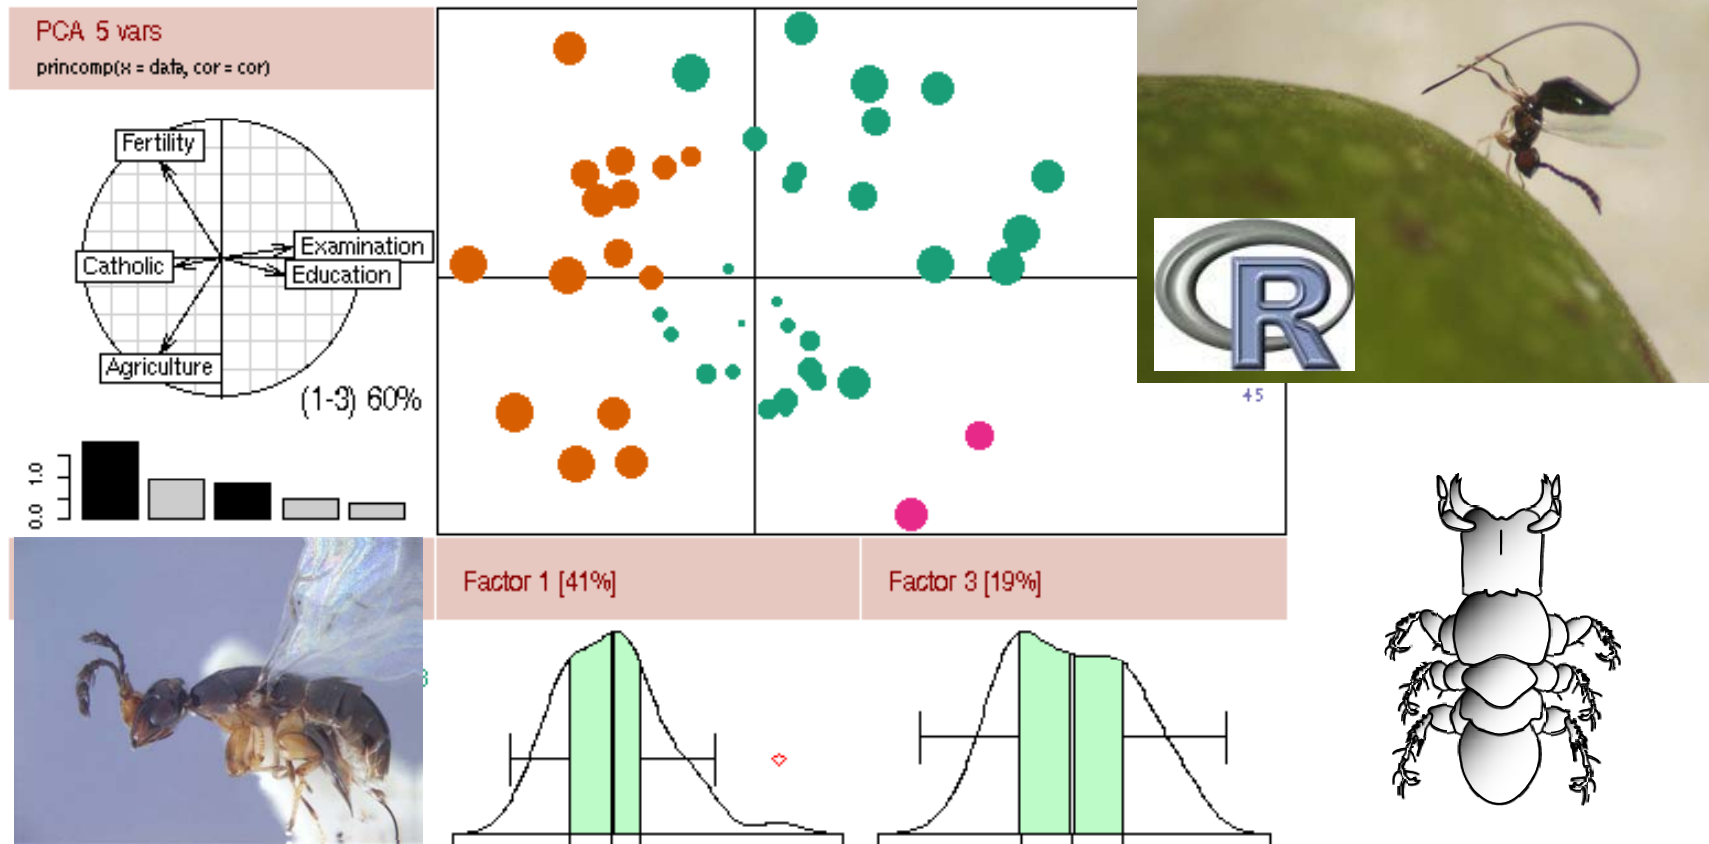 PCA 5 vars
princomp(x = data, cor = cor)
Fertility
Examination
Catholic
Education
Agriculture
(1-3) 60%
1.0
0.0
45
R
Factor 1 [41%]
Factor 3 [19%]